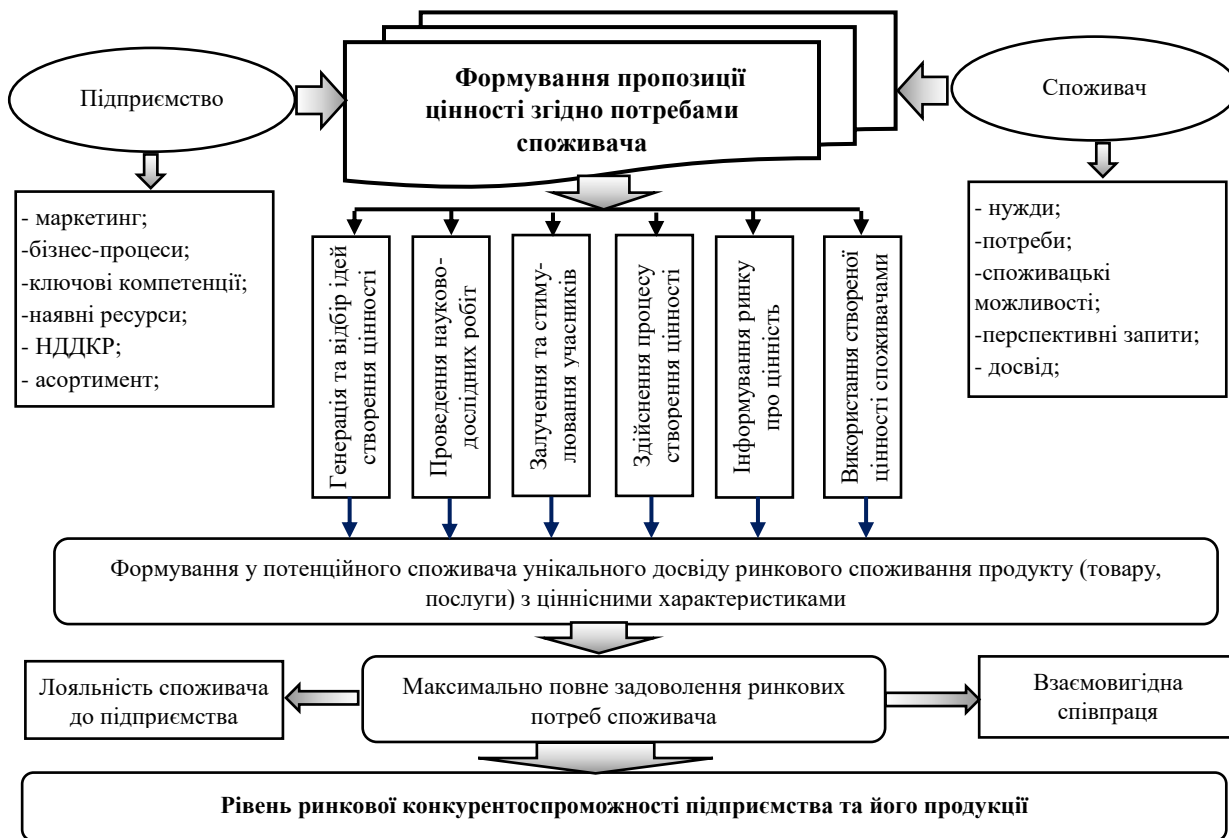 Підприємство
Формування пропозиції
цінності згідно потребами
споживача
Споживач
- маркетинг;
-бізнес-процеси;
-ключові компетенції;
-наявні ресурси;
- НДДКР;
- асортимент;
- нужди;
-потреби;
-споживацькі
можливості;
-перспективні запити;
- досвід;
Генерація та відбір ідей
створення цінності
Проведення науково-
дослідних робіт
Залучення та стиму-
лювання учасників
Здійснення процесу
створення цінності
Інформування ринку
про цінність
Використання створеної
цінності споживачами
Формування у потенційного споживача унікального досвіду ринкового споживання продукту (товару,
послуги) з ціннісними характеристиками
Лояльність споживача
до підприємства
Максимально повне задоволення ринкових
потреб споживача
Взаємовигідна
співпраця
Рівень ринкової конкурентоспроможності підприємства та його продукції